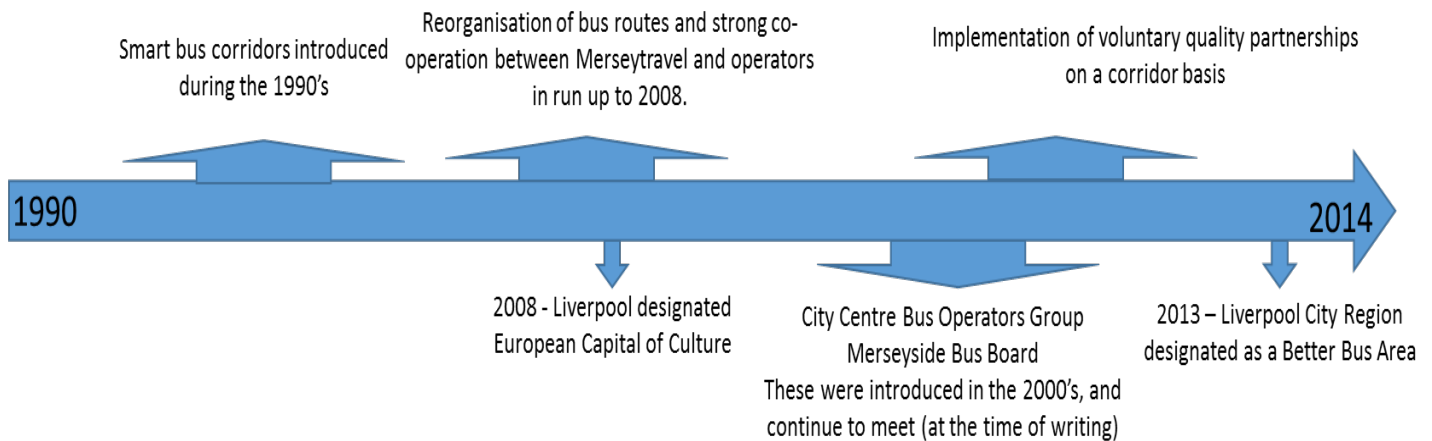 Smart bus corridors introduced
during the 1990's
Reorganisation of bus routes and strong co-
operation between Merseytravel and operators
in run up to 2008.
Implementation of voluntary quality partnerships
on a corridor basis
1990
2014
2008 - Liverpool designated
European Capital of Culture
City Centre Bus Operators Group
Merseyside Bus Board
These were introduced in the 2000's, and
continue to meet (at the time of writing)
2013 – Liverpool City Region
designated as a Better Bus Area